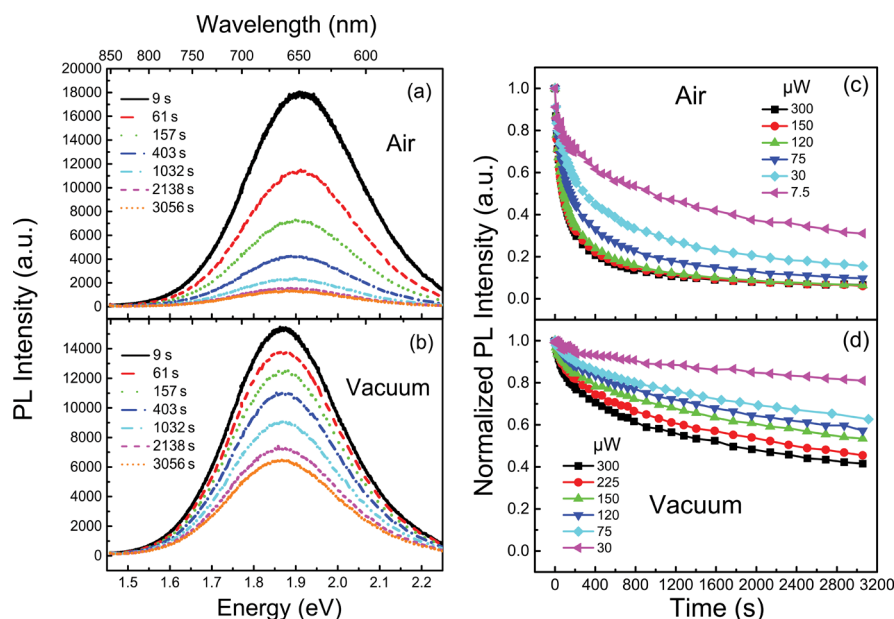 Wavelength (nm)
850 800 750 700 650 600
PL Intensity (a.u.)
20000
18000
16000
14000
12000
10000
8000
6000
4000
2000
0
(a)
Air
9 s
61 s
157 s
403 s
1032 s
2138 s
3056 s
14000
12000
10000
8000
6000
4000
2000
0
(b)
Vacuum
9 s
61 s
157 s
403 s
1032 s
2138 s
3056 s
1.5 1.6 1.7 1.8 1.9 2.0 2.1 2.2
Energy (eV)
Normalized PL Intensity (a.u.)
1.0
0.8
0.6
0.4
0.2
0.0
Air
(c)
µW
300
150
120
75
30
7.5
1.0
0.8
0.6
0.4
0.2
0.0
(d)
Vacuum
µW
300
225
150
120
75
30
0 400 800 1200 1600 2000 2400 2800 3200
Time (s)